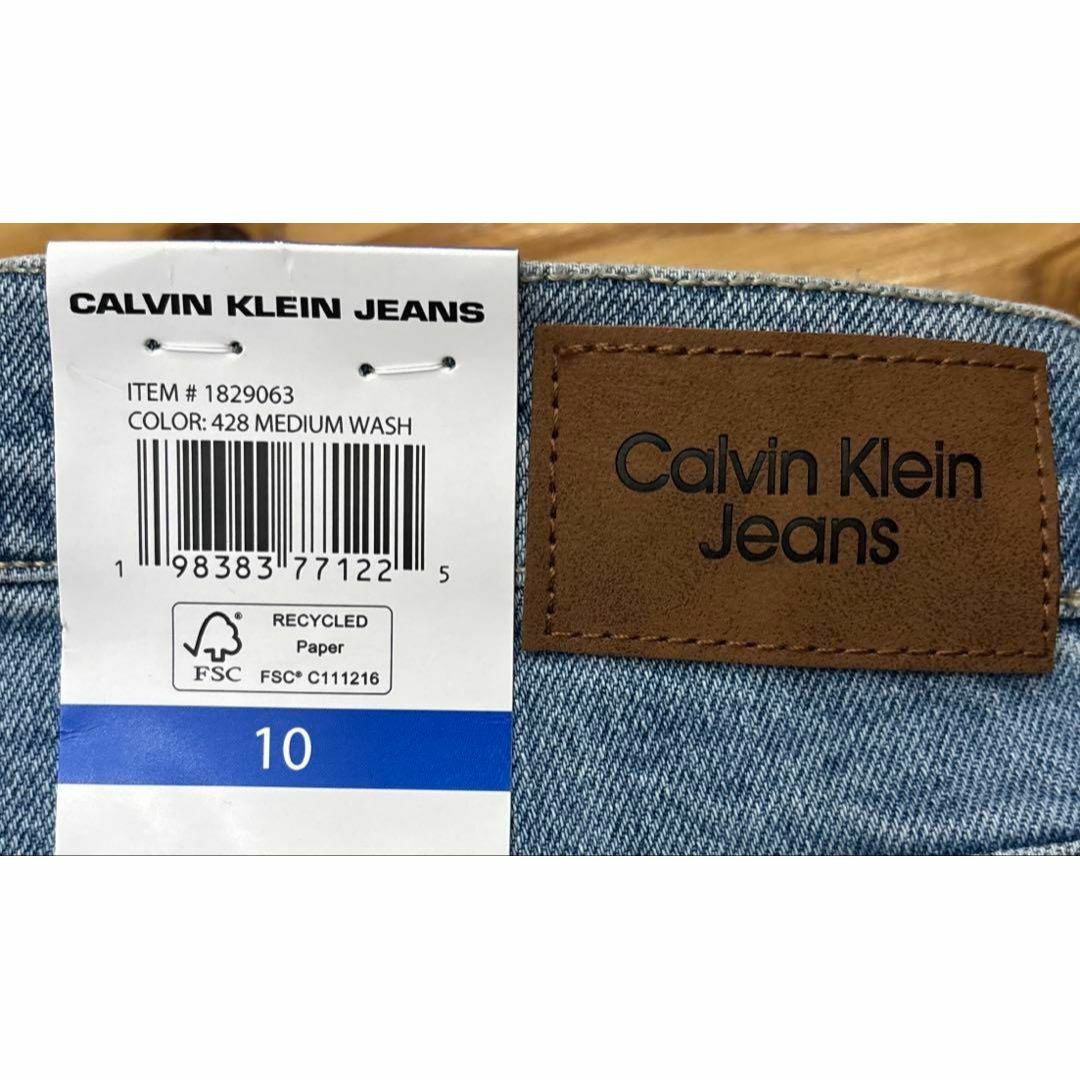 CALVIN KLEIN JEANS
ITEM # 1829063
COLOR: 428 MEDIUM WASH
1 98383 77122 5
FSC®
RECYCLED
Paper
FSC® C111216
10
Calvin Klein
Jeans